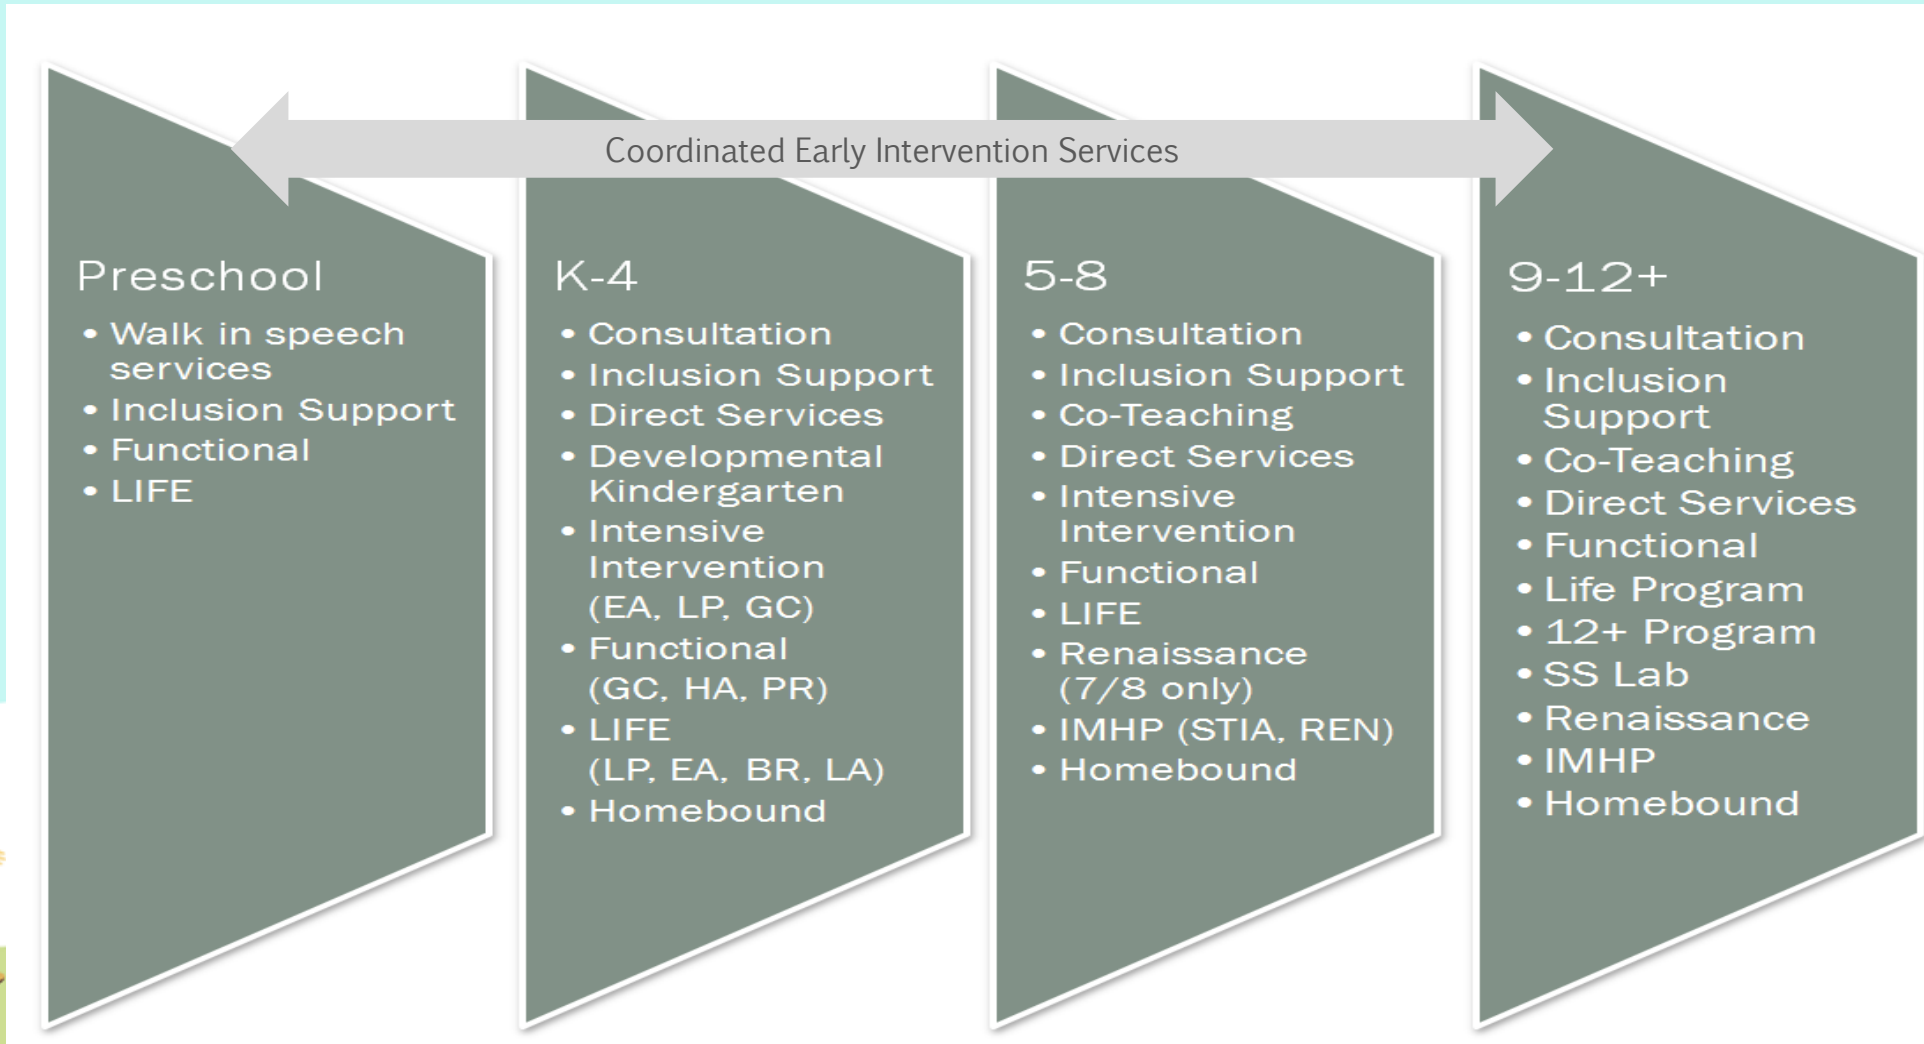 Coordinated Early Intervention Services
Preschool
• Walk in speech
services
• Inclusion Support
• Functional
• LIFE
K-4
• Consultation
• Inclusion Support
• Direct Services
• Developmental
Kindergarten
• Intensive
Intervention
(EA, LP, GC)
• Functional
(GC, HA, PR)
• LIFE
(LP, EA, BR, LA)
• Homebound
5-8
• Consultation
• Inclusion Support
• Co-Teaching
• Direct Services
• Intensive
Intervention
• Functional
• LIFE
• Renaissance
(7/8 only)
• IMHP (STIA, REN)
• Homebound
9-12+
• Consultation
• Inclusion
Support
• Co-Teaching
• Direct Services
• Functional
• Life Program
• 12+ Program
• SS Lab
• Renaissance
• IMHP
• Homebound